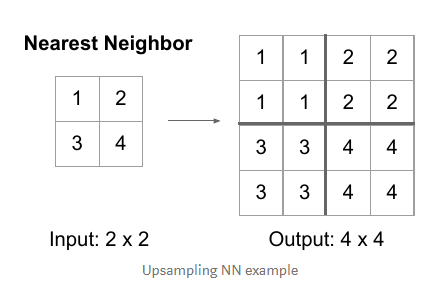 Nearest Neighbor
1 2
3 4
1 1 2 2
1 1 2 2
3 3 4 4
3 3 4 4
Input: 2 x 2
Output: 4 x 4
Upsampling NN example